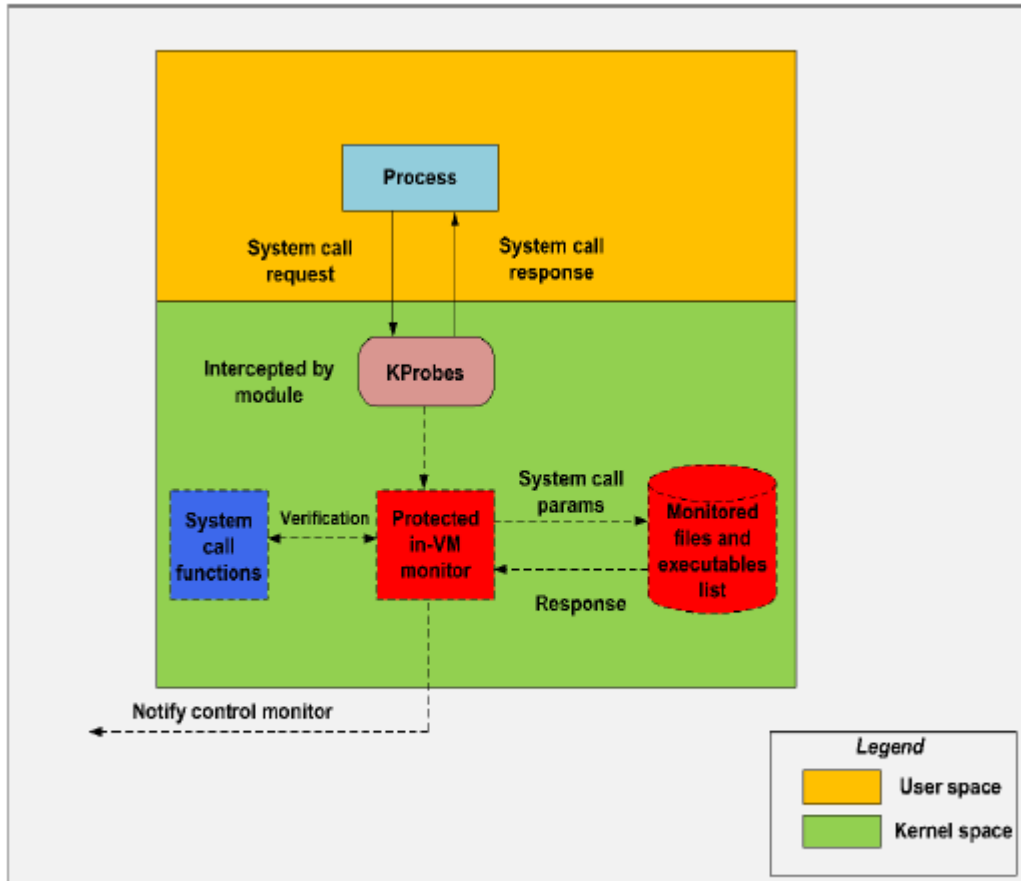 Process
System call
request
System call
response
Intercepted by
module
KProbes
System
call
functions
Verification
Protected
in-VM
monitor
System call
params
Response
Monitored
files and
executables
list
Notify control monitor
Legend
User space
Kernel space